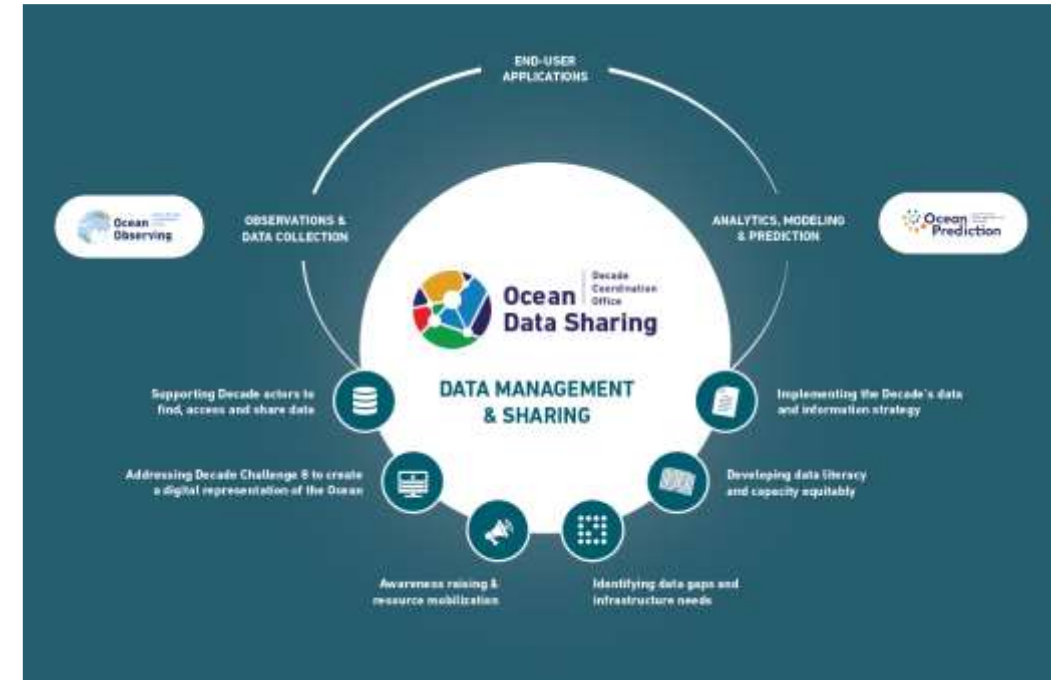 END-USER
APPLICATIONS
Ocean
Observing
OBSERVATIONS &
DATA COLLECTION
ANALYTICS, MODELING
& PREDICTION
Ocean
Prediction
Ocean
Data Sharing
Decade
Coordination
Office
DATA MANAGEMENT
& SHARING
Supporting Decade actors to
find, access and share data
Implementing the Decade's data
and information strategy
Addressing Decade Challenge 8 to create
a digital representation of the Ocean
Developing data literacy
and capacity equitably
Awareness raising &
resource mobilization
Identifying data gaps and
infrastructure needs